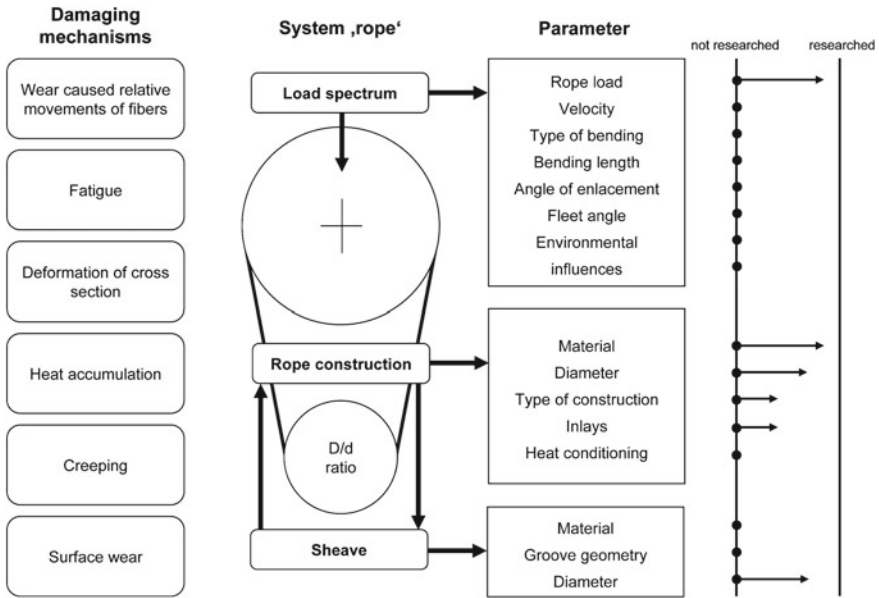 Damaging
mechanisms
Wear caused relative
movements of fibers
Fatigue
Deformation of cross
section
Heat accumulation
Creeping
Surface wear
System ‚rope‘
Load spectrum
Rope construction
D/d
ratio
Sheave
Parameter
Rope load
Velocity
Type of bending
Bending length
Angle of enlacement
Fleet angle
Environmental
influences
Material
Diameter
Type of construction
Inlays
Heat conditioning
Material
Groove geometry
Diameter
not researched
researched